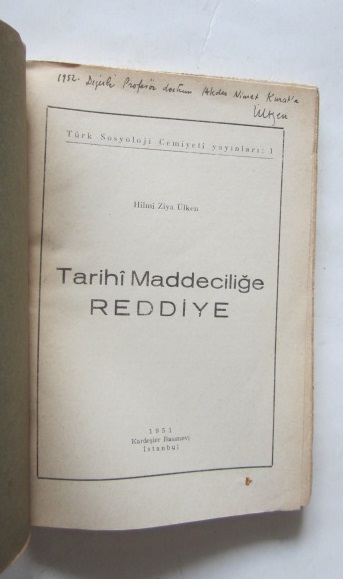 1952. Değerli Profesör dostum Akdes Nimet Kurat'a
Ülken
Türk Sosyoloji Cemiyeti yayınları: 1
Hilmi Ziya Ülken
Tarihî Maddeciliğe
REDDİYE
1951
Kardeşler Basımevi
İstanbul